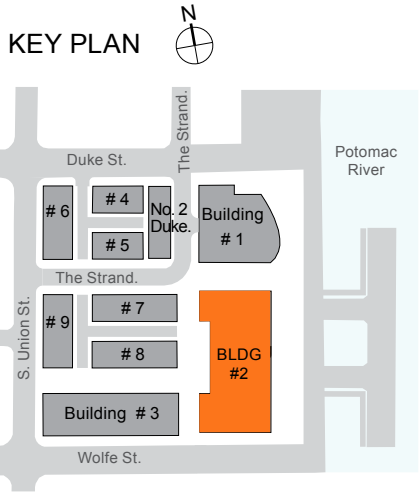 N
KEY PLAN
The Strand.
Duke St.
Potomac
River
# 4
# 6
No. 2
Duke.
Building
# 1
# 5
The Strand.
S. Union St.
# 7
# 9
# 8
BLDG
#2
Building # 3
Wolfe St.